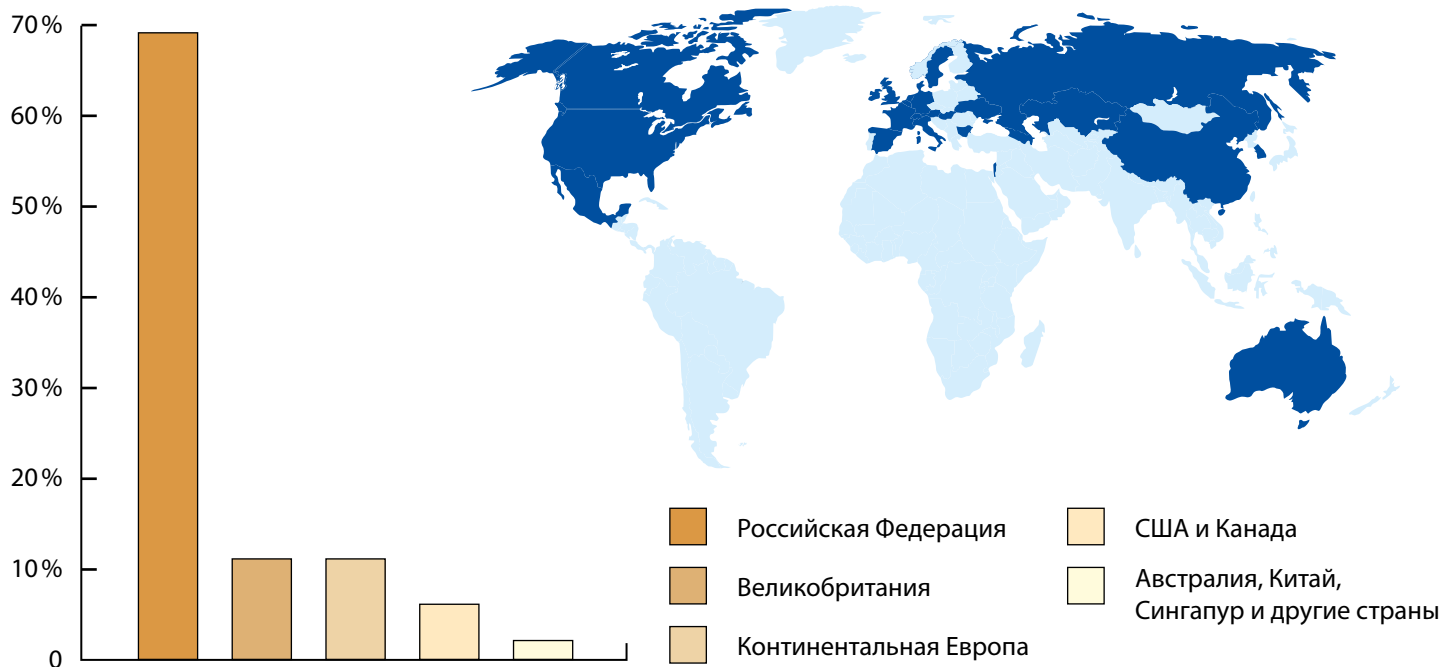 70%
60%
50%
40%
30%
20%
10%
0
Российская Федерация
Великобритания
Континентальная Европа
США и Канада
Австралия, Китай,
Сингапур и другие страны